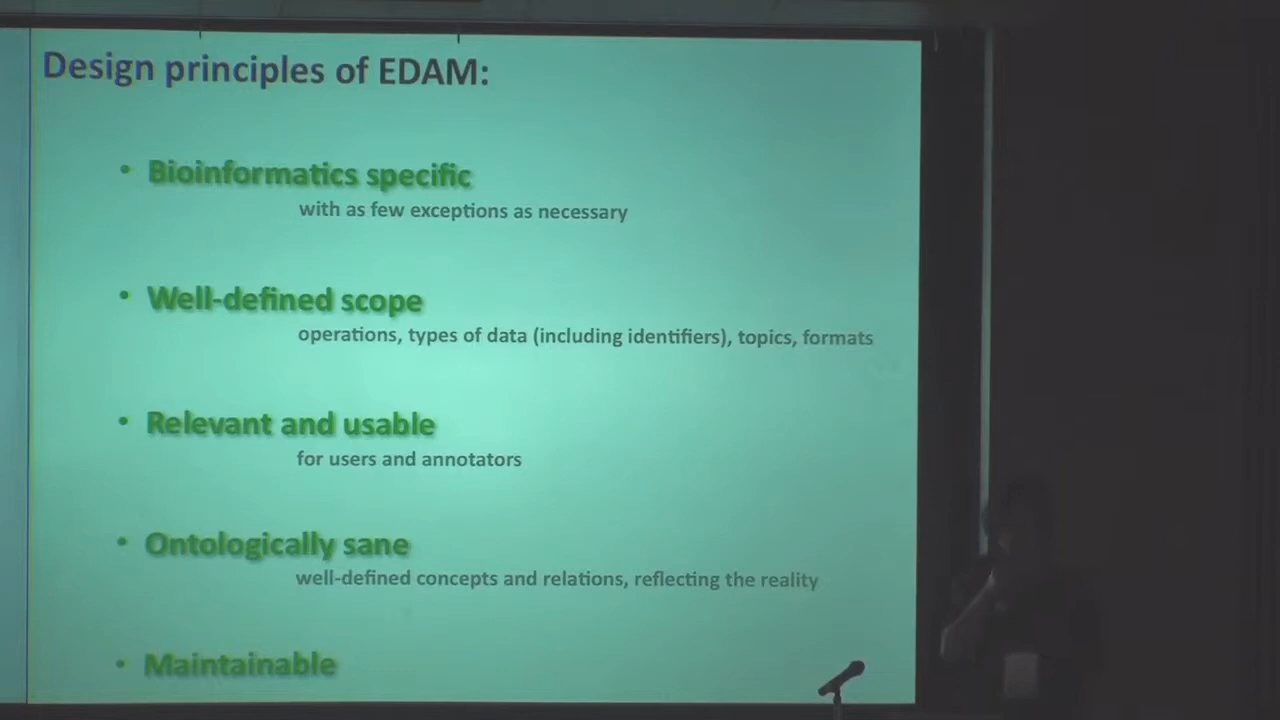 Design principles of EDAM:
• Bioinformatics specific
with as few exceptions as necessary
• Well-defined scope
operations, types of data (including identifiers), topics, formats
• Relevant and usable
for users and annotators
• Ontologically sane
well-defined concepts and relations, reflecting the reality
• Maintainable